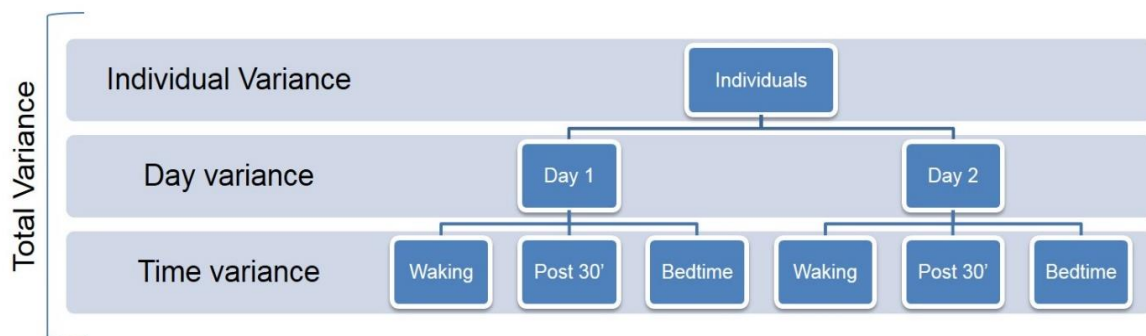 Total Variance
Individual Variance
Individuals
Day variance
Day 1
Day 2
Time variance
Waking
Post 30’
Bedtime
Waking
Post 30’
Bedtime